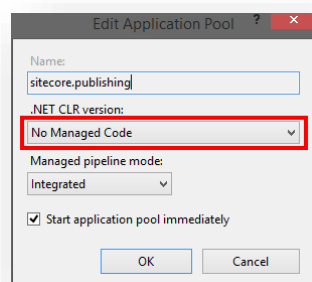 Edit Application Pool ? ×
Name:
sitecore.publishing
.NET CLR version:
No Managed Code
Managed pipeline mode:
Integrated
Start application pool immediately
OK Cancel